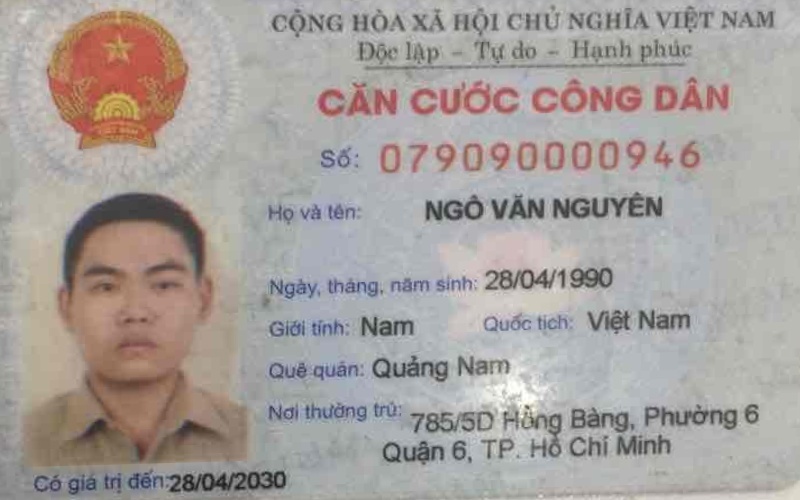 CỘNG HÒA XÃ HỘI CHỦ NGHĨA VIỆT NAM
Độc lập - Tự do - Hạnh phúc
CĂN CƯỚC CÔNG DÂN
Số: 079090000946
Họ và tên: NGÔ VĂN NGUYÊN
Ngày, tháng, năm sinh: 28/04/1990
Giới tính: Nam Quốc tịch: Việt Nam
Quê quán: Quảng Nam
Nơi thường trú: 785/5D Hồng Bàng, Phường 6
Quận 6, TP. Hồ Chí Minh
Có giá trị đến: 28/04/2030
VIỆT NAM